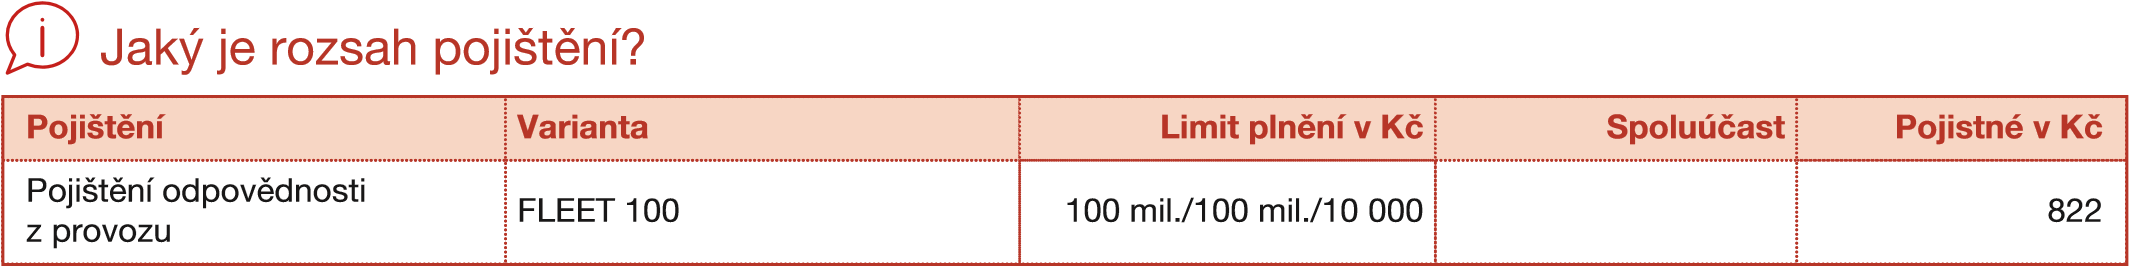 i Jaký je rozsah pojištění?
Pojištění Varianta Limit plnění v Kč Spoluúčast Pojistné v Kč
Pojištění odpovědnosti
z provozu FLEET 100 100 mil./100 mil./10 000 822